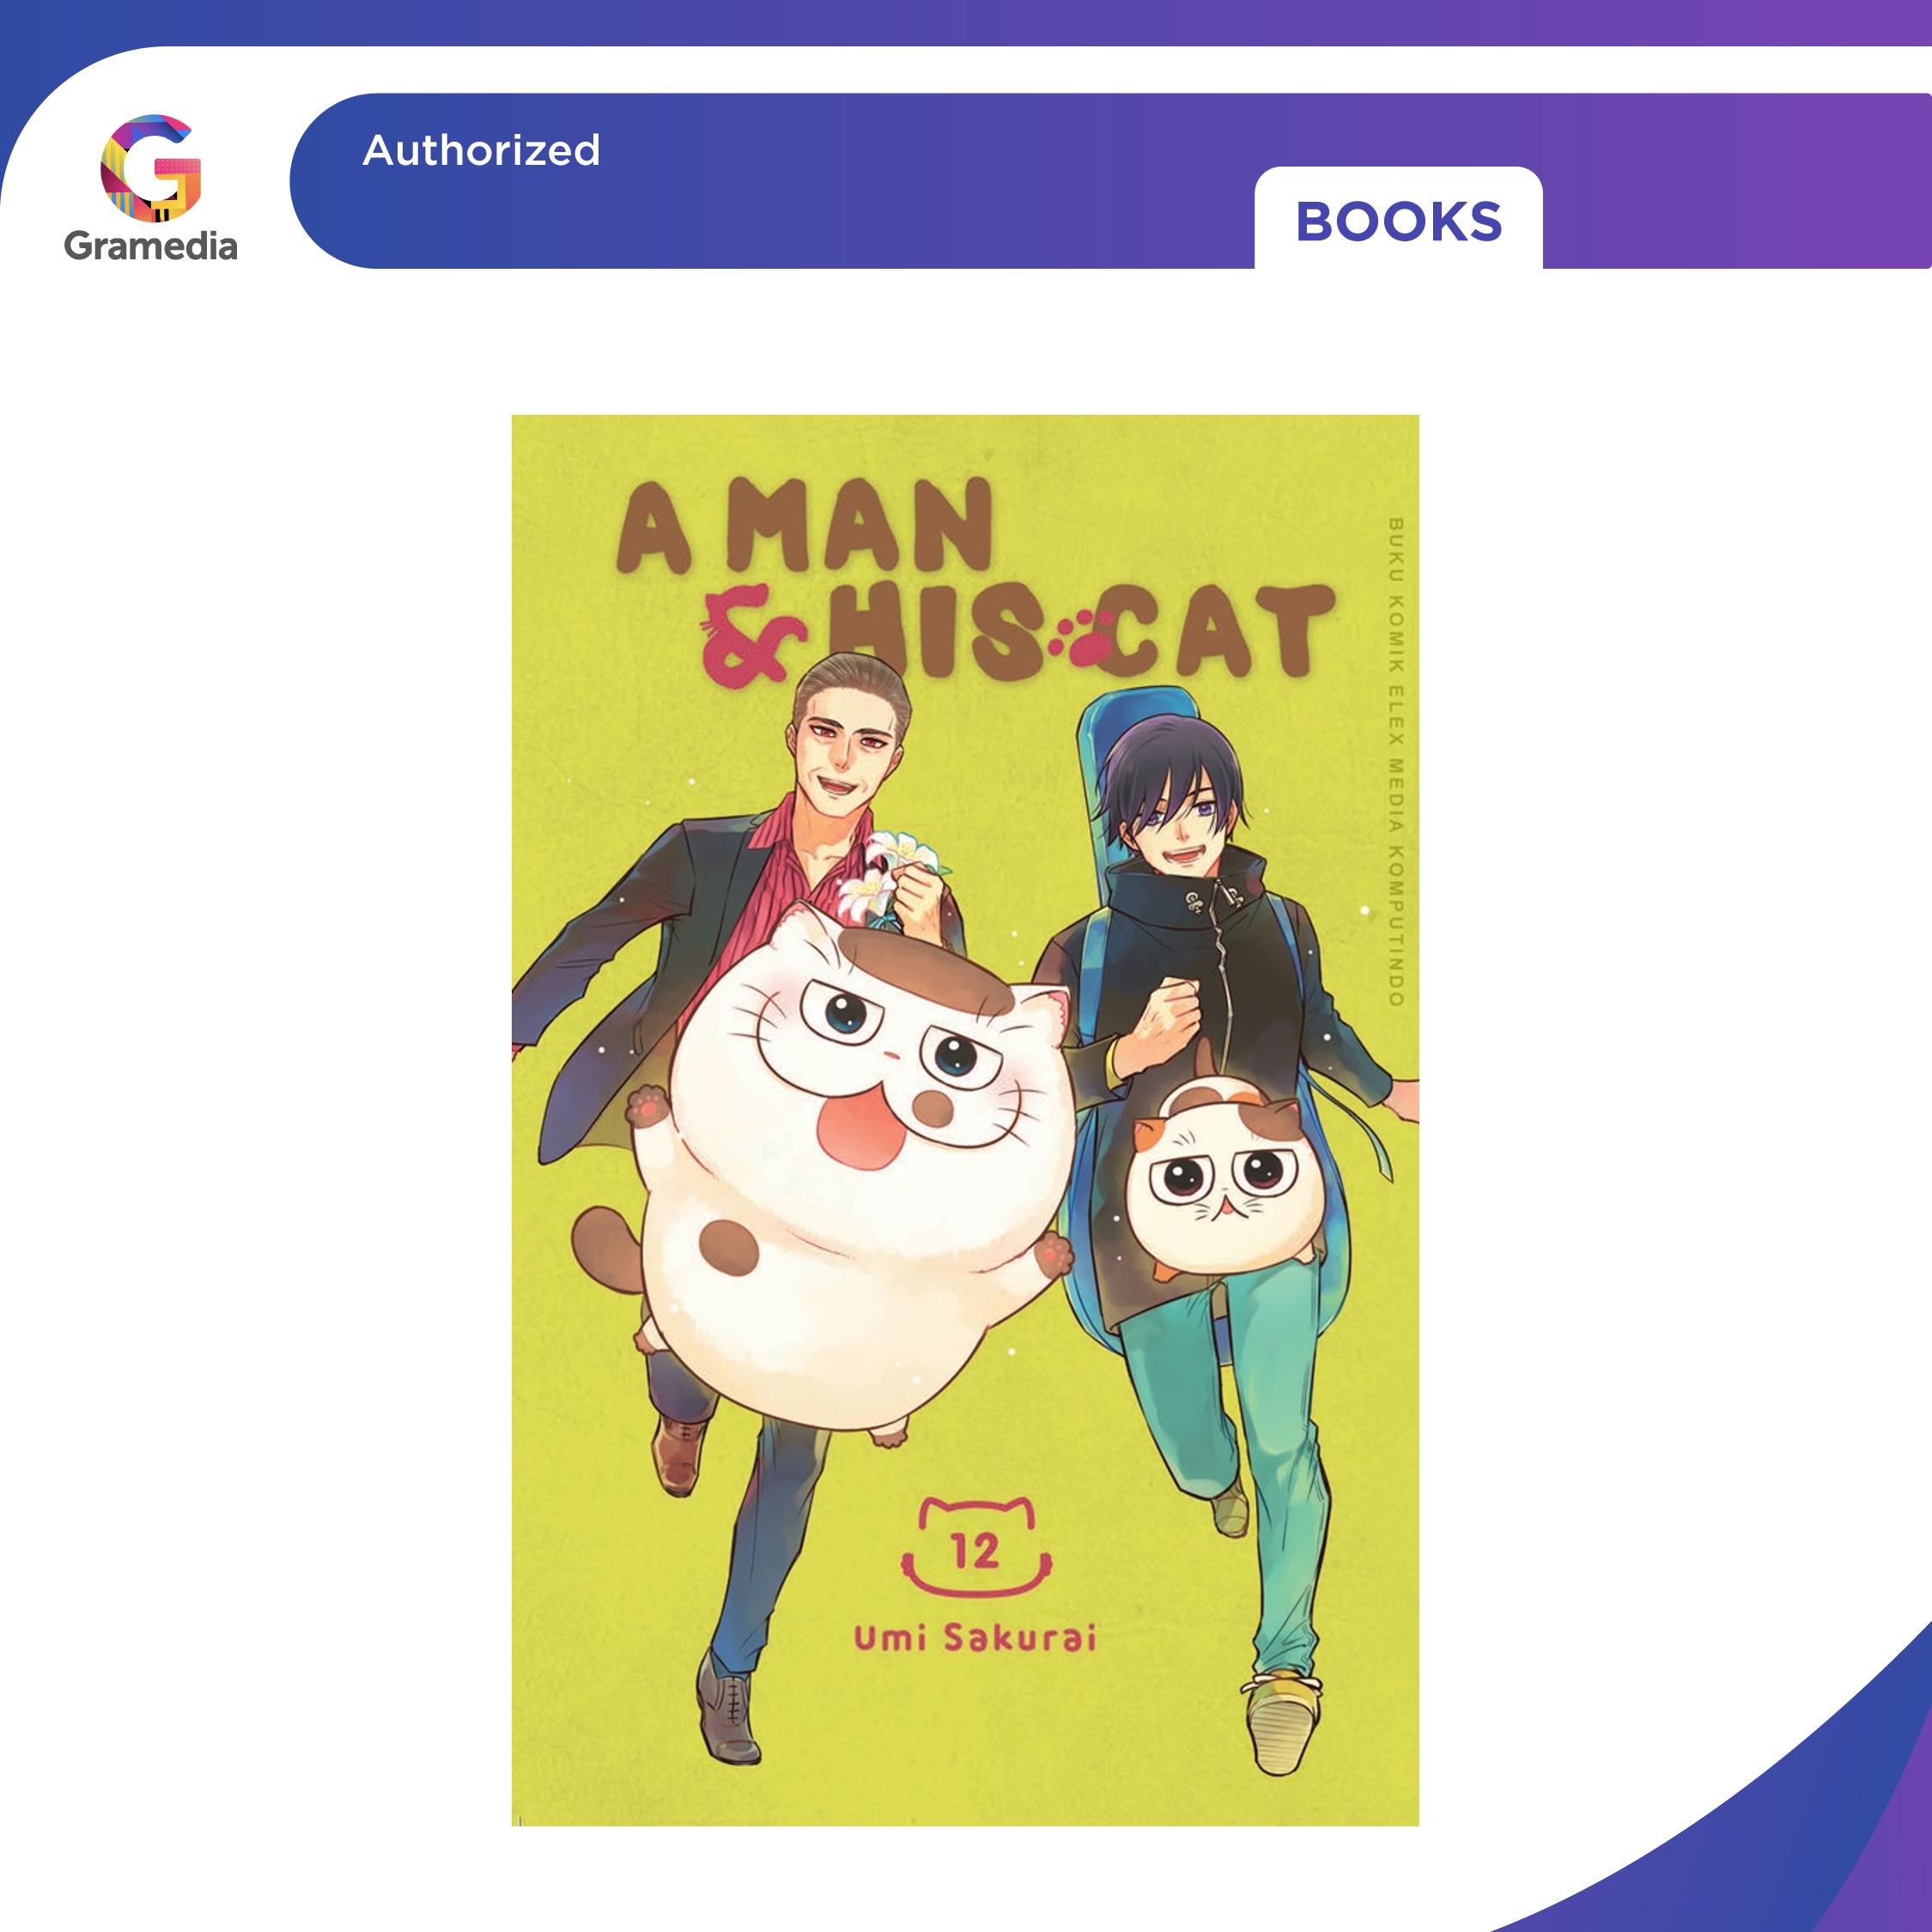 Gramedia
Authorized
BOOKS
A MAN
& HIS CAT
BUKU KOMIK ELEX MEDIA KOMPUTINDO
12
Umi Sakurai